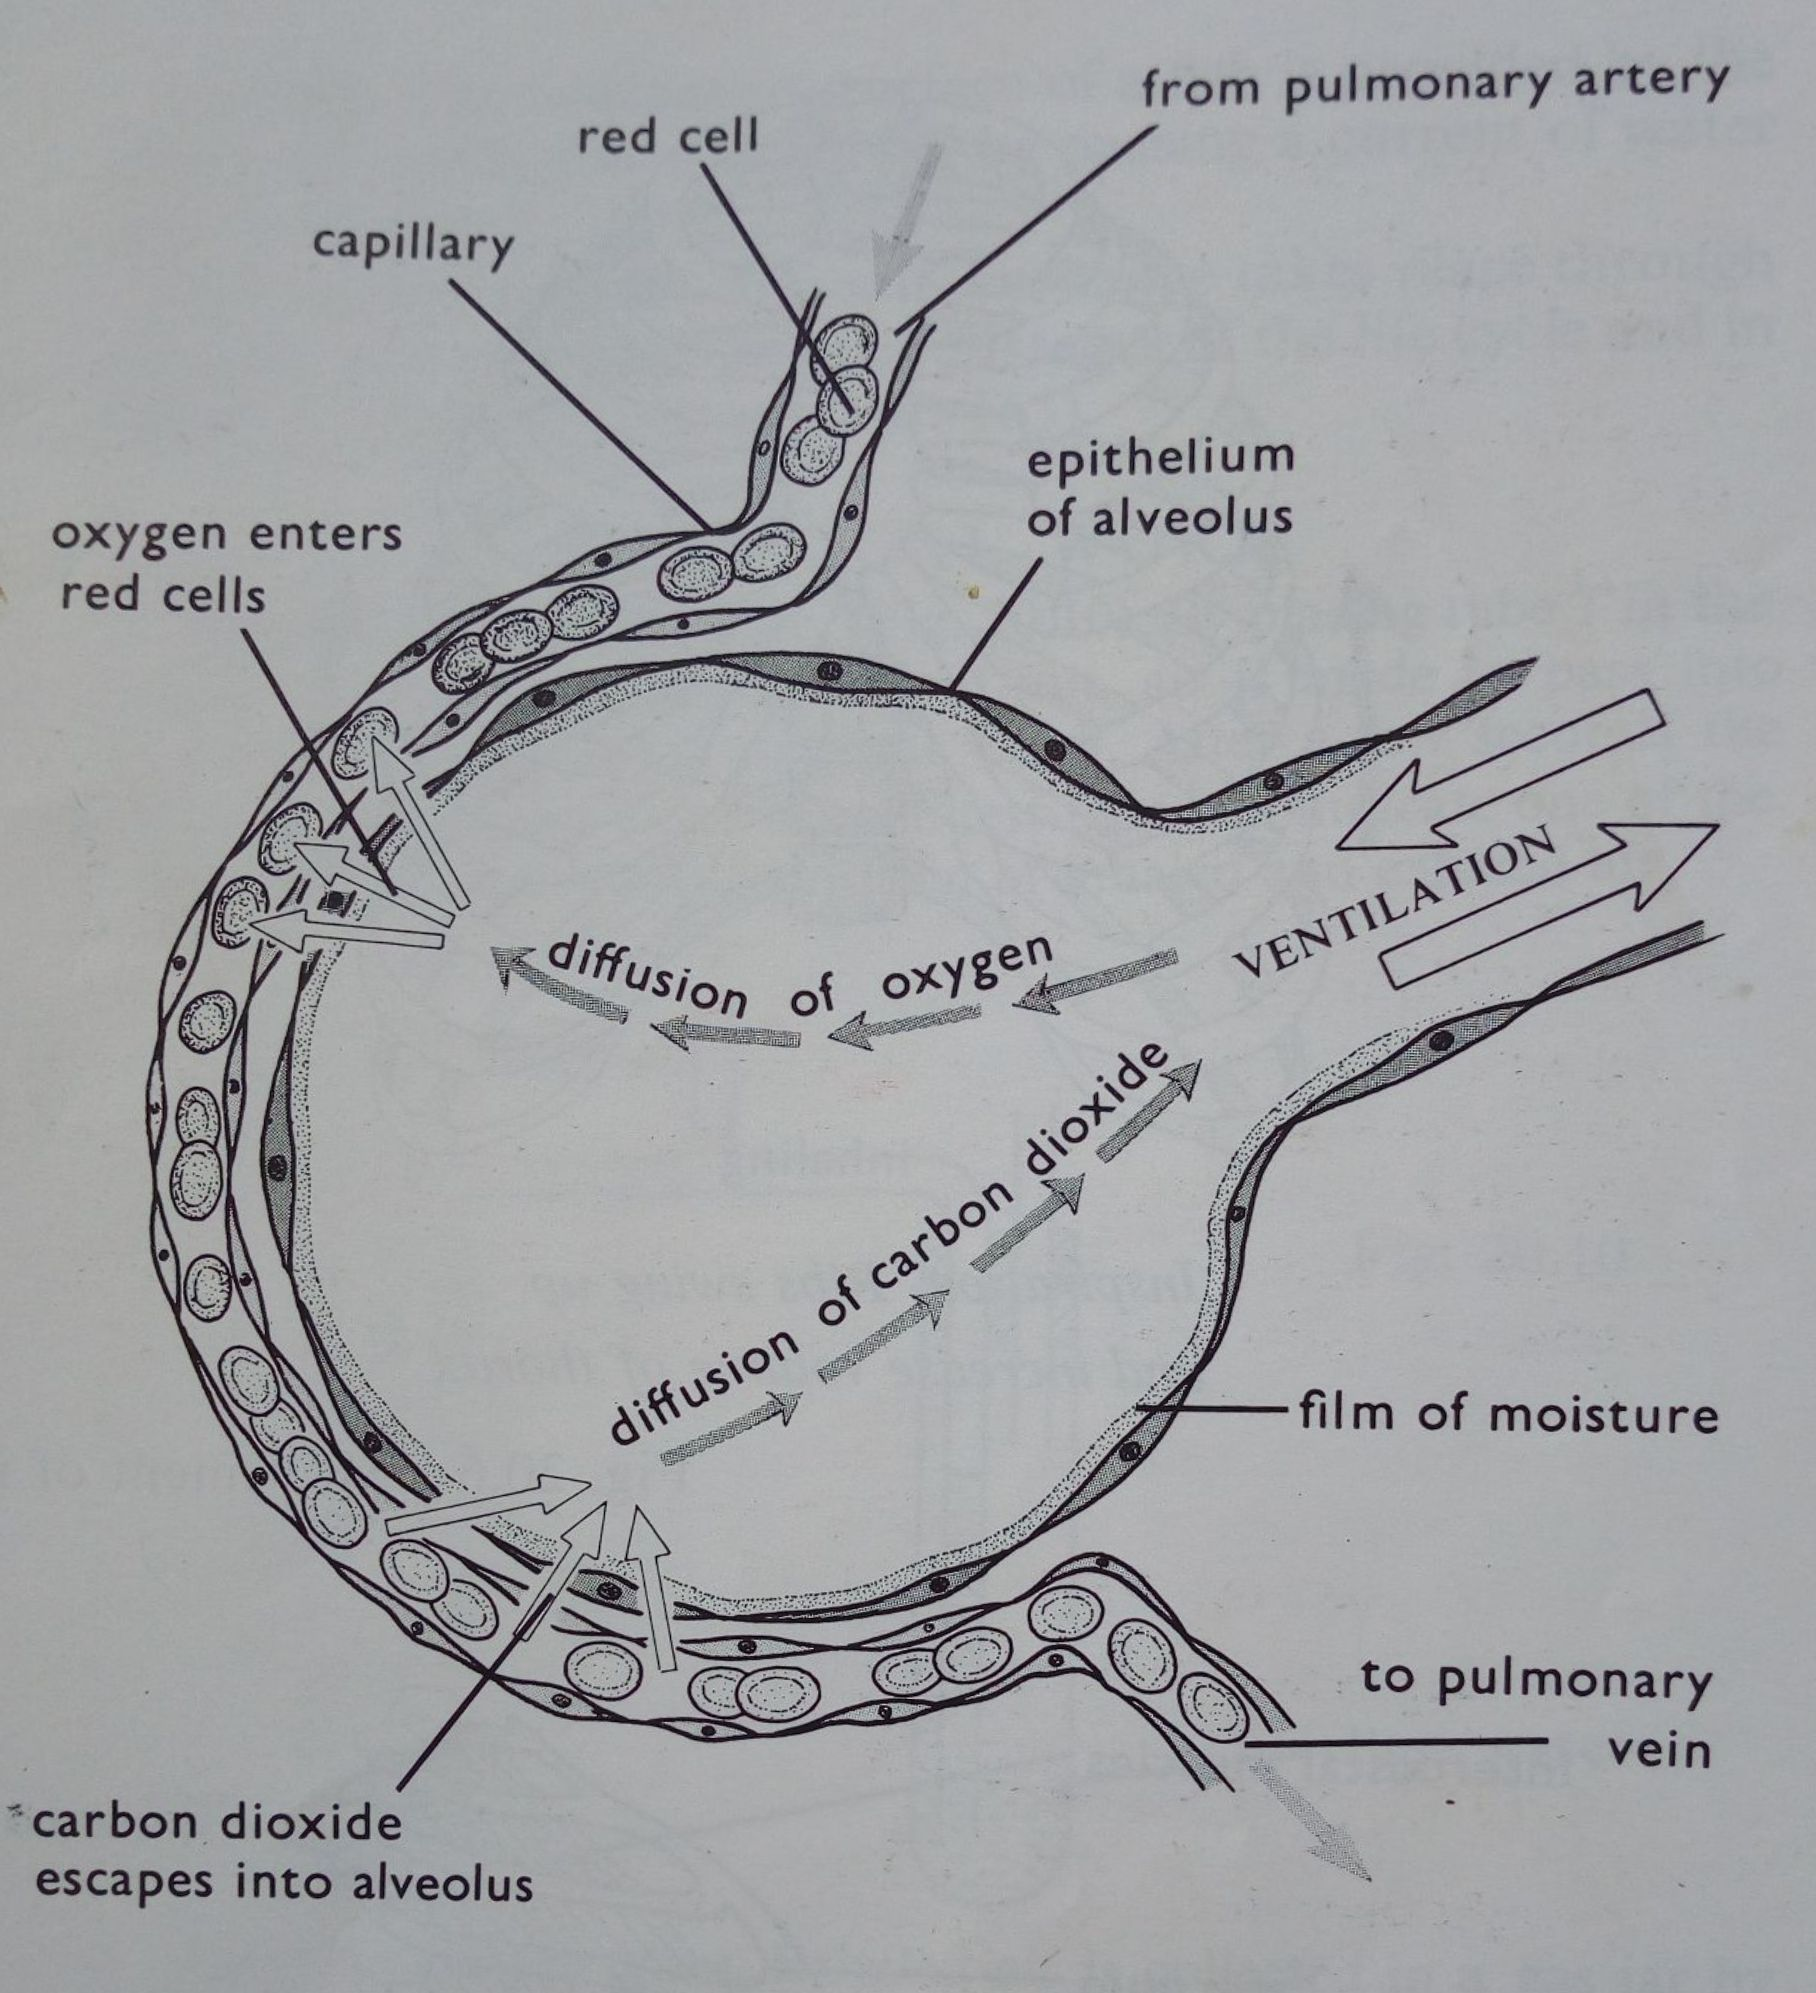 from pulmonary artery
red cell
capillary
epithelium
of alveolus
oxygen enters
red cells
VENTILATION
diffusion of oxygen
diffusion of carbon dioxide
film of moisture
to pulmonary
vein
carbon dioxide
escapes into alveolus